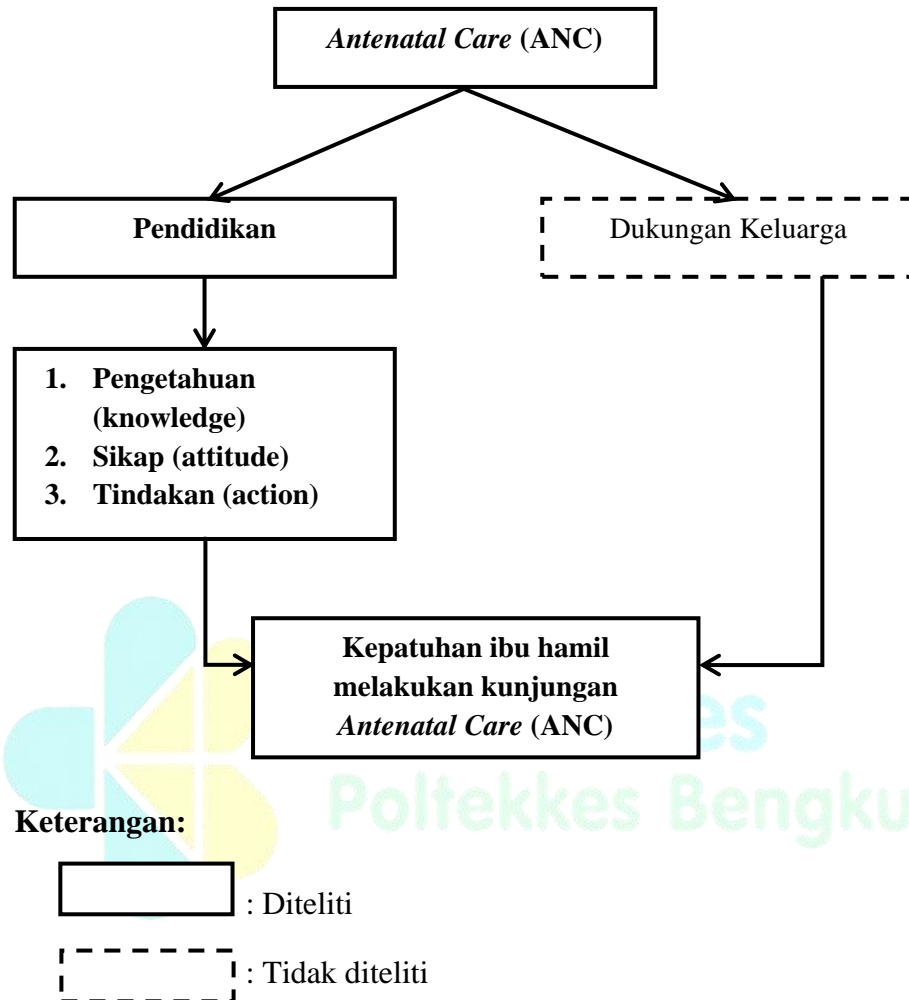 Antenatal Care (ANC)
Pendidikan
Dukungan Keluarga
1. Pengetahuan
(knowledge)
2. Sikap (attitude)
3. Tindakan (action)
Kepatuhan ibu hamil
melakukan kunjungan
Antenatal Care (ANC)
Poltekkes
Keterangan:
: Diteliti
: Tidak diteliti